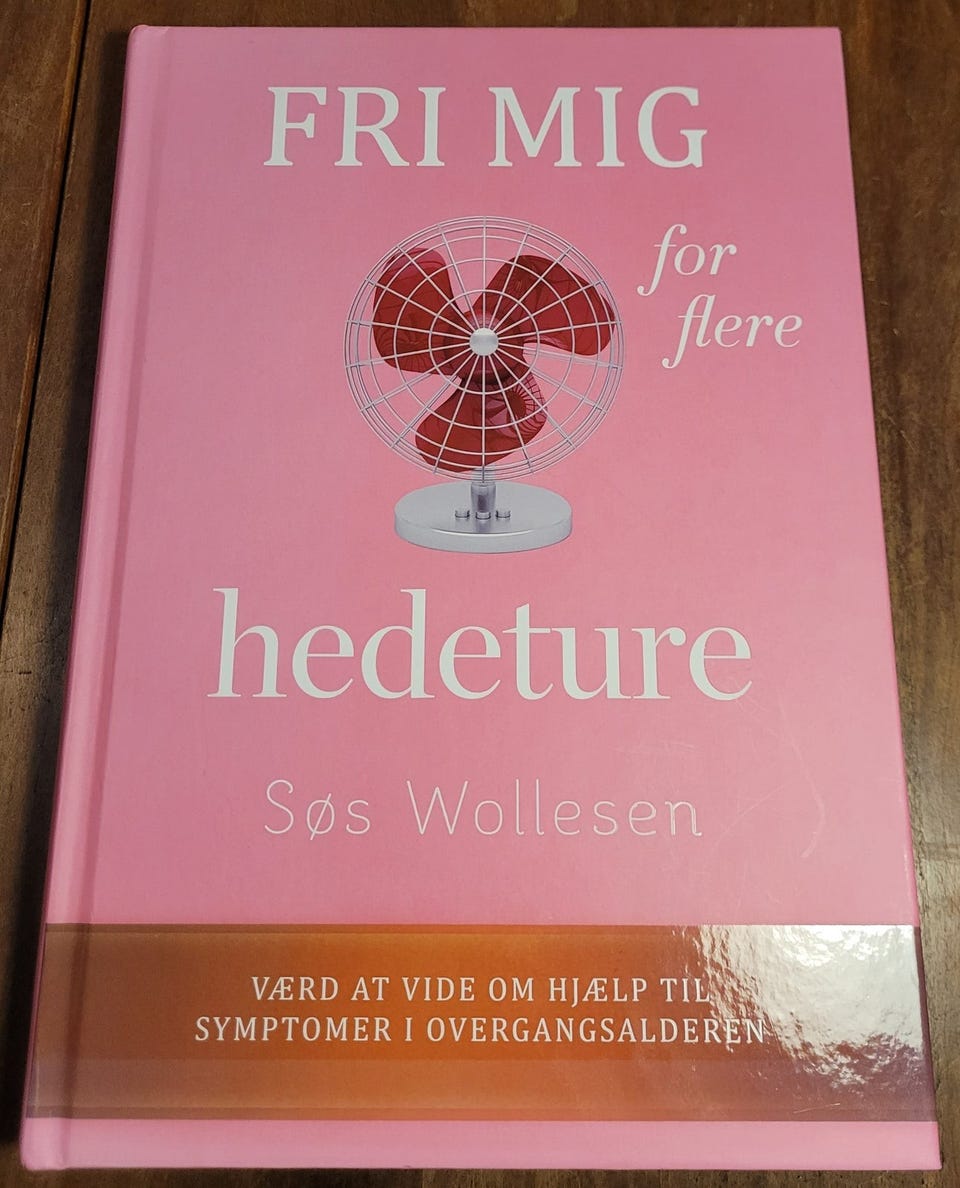 FRI MIG
for
flere
hedeture
Søs Wollesen
VÆRD AT VIDE OM HJÆLP TIL
SYMPTOMER I OVERGANGSALDEREN